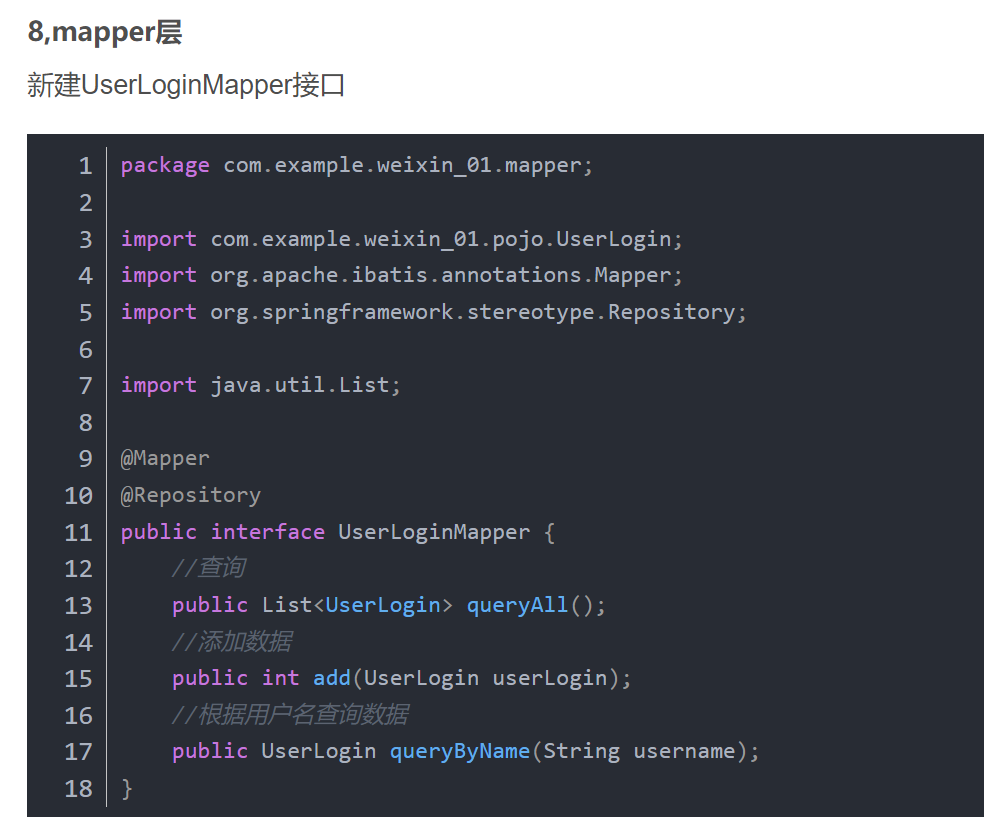 8,mapper层
新建UserLoginMapper接口
1 package com.example.weixin_01.mapper;
2
3 import com.example.weixin_01.pojo.UserLogin;
4 import org.apache.ibatis.annotations.Mapper;
5 import org.springframework.stereotype.Repository;
6
7 import java.util.List;
8
9 @Mapper
10 @Repository
11 public interface UserLoginMapper {
12     //查询
13     public List<UserLogin> queryAll();
14     //添加数据
15     public int add(UserLogin userLogin);
16     //根据用户名查询数据
17     public UserLogin queryByName(String username);
18 }